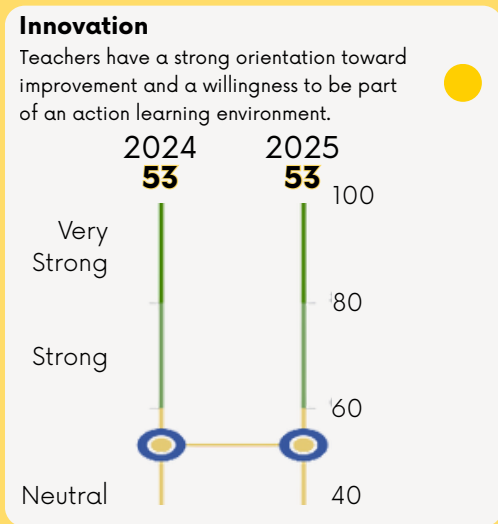 Innovation
Teachers have a strong orientation toward
improvement and a willingness to be part
of an action learning environment.
2024 2025
53 53
100
Very
Strong
80
Strong
60
Neutral 40